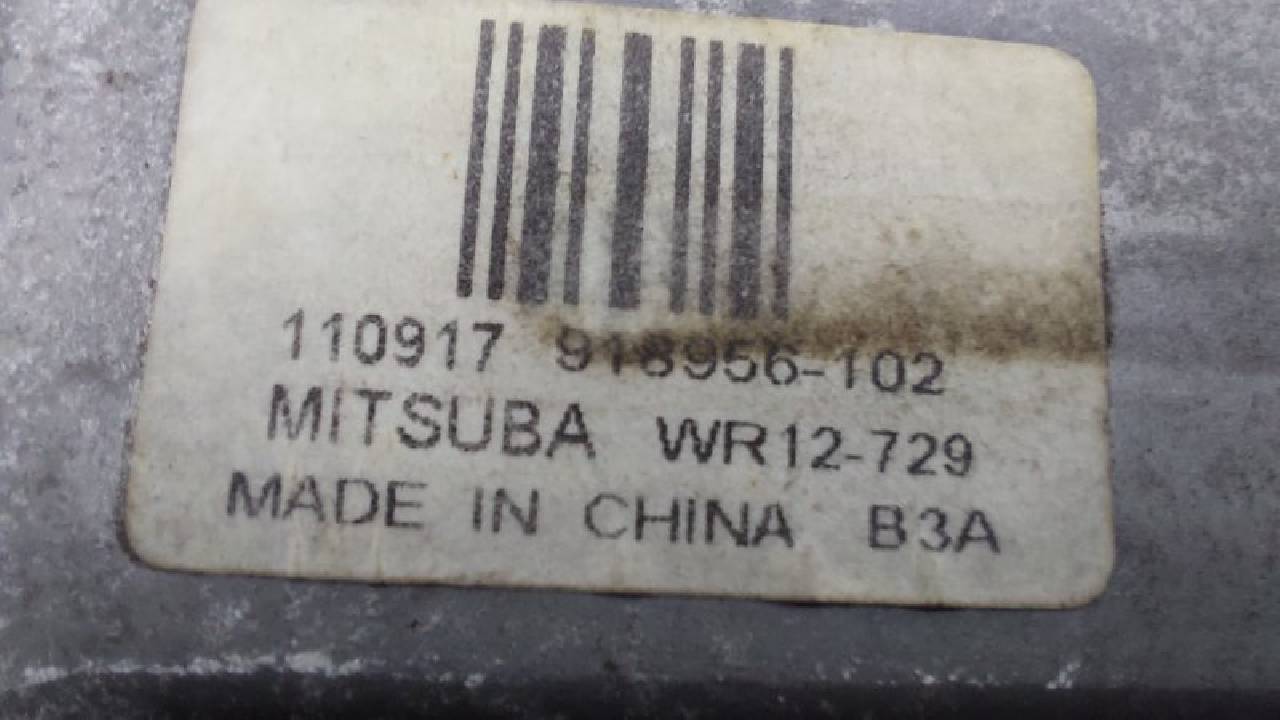 110917 918956-102
MITSUBA WR12-729
MADE IN CHINA B3A